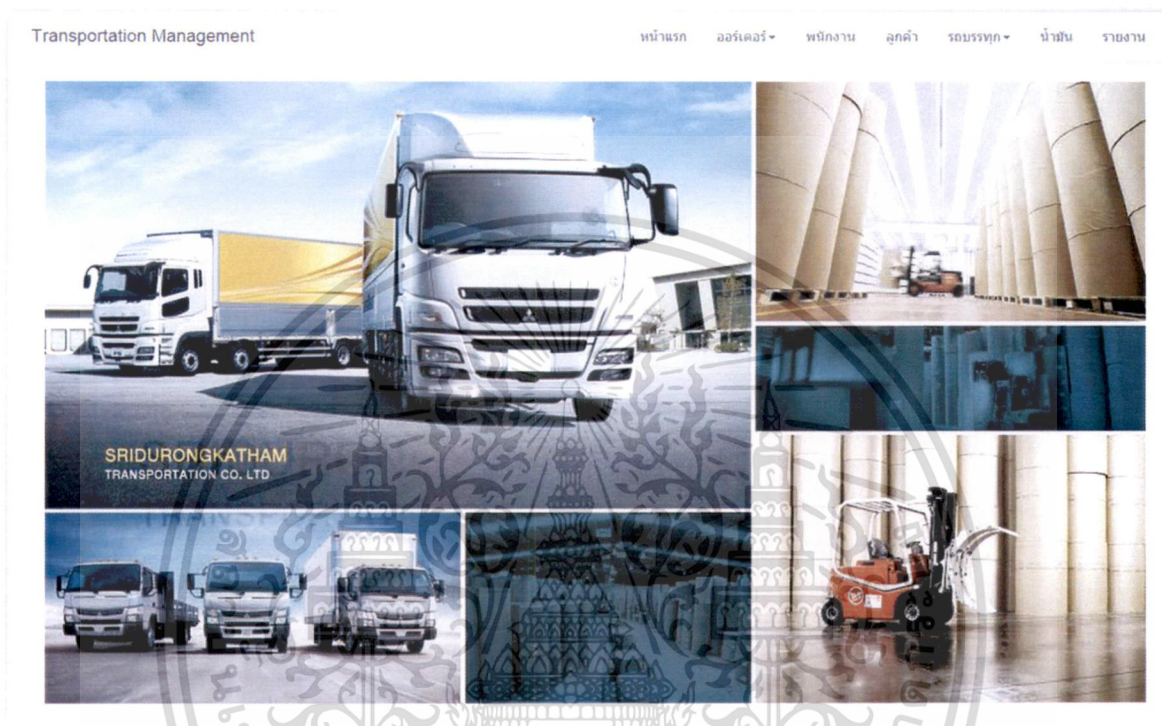 Transportation Management
หน้าแรก ออร์เดอร์ พนักงาน ลูกค้า รถบรรทุก น้ำมัน รายงาน
SRIDURONGKATHAM
TRANSPORTATION CO. LTD